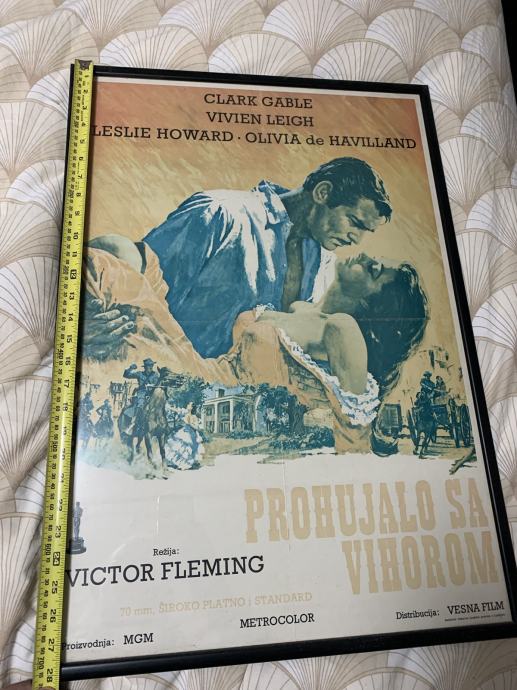 CLARK GABLE
VIVIEN LEIGH
LESLIE HOWARD · OLIVIA de HAVILLAND
PROHUJALO SA
VIHOROM
Režija:
VICTOR FLEMING
70 mm, ŠIROKO PLATNO i STANDARD
METROCOLOR
Proizvodnja: MGM
Distribucija: VESNA FILM